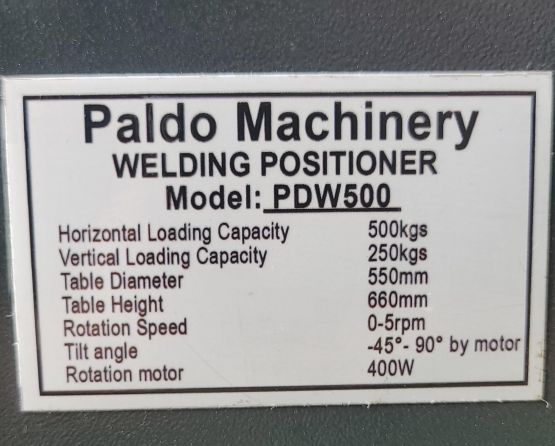 Paldo Machinery
WELDING POSITIONER
Model: PDW500
Horizontal Loading Capacity 500kgs
Vertical Loading Capacity 250kgs
Table Diameter 550mm
Table Height 660mm
Rotation Speed 0-5rpm
Tilt angle -45°- 90° by motor
Rotation motor 400W